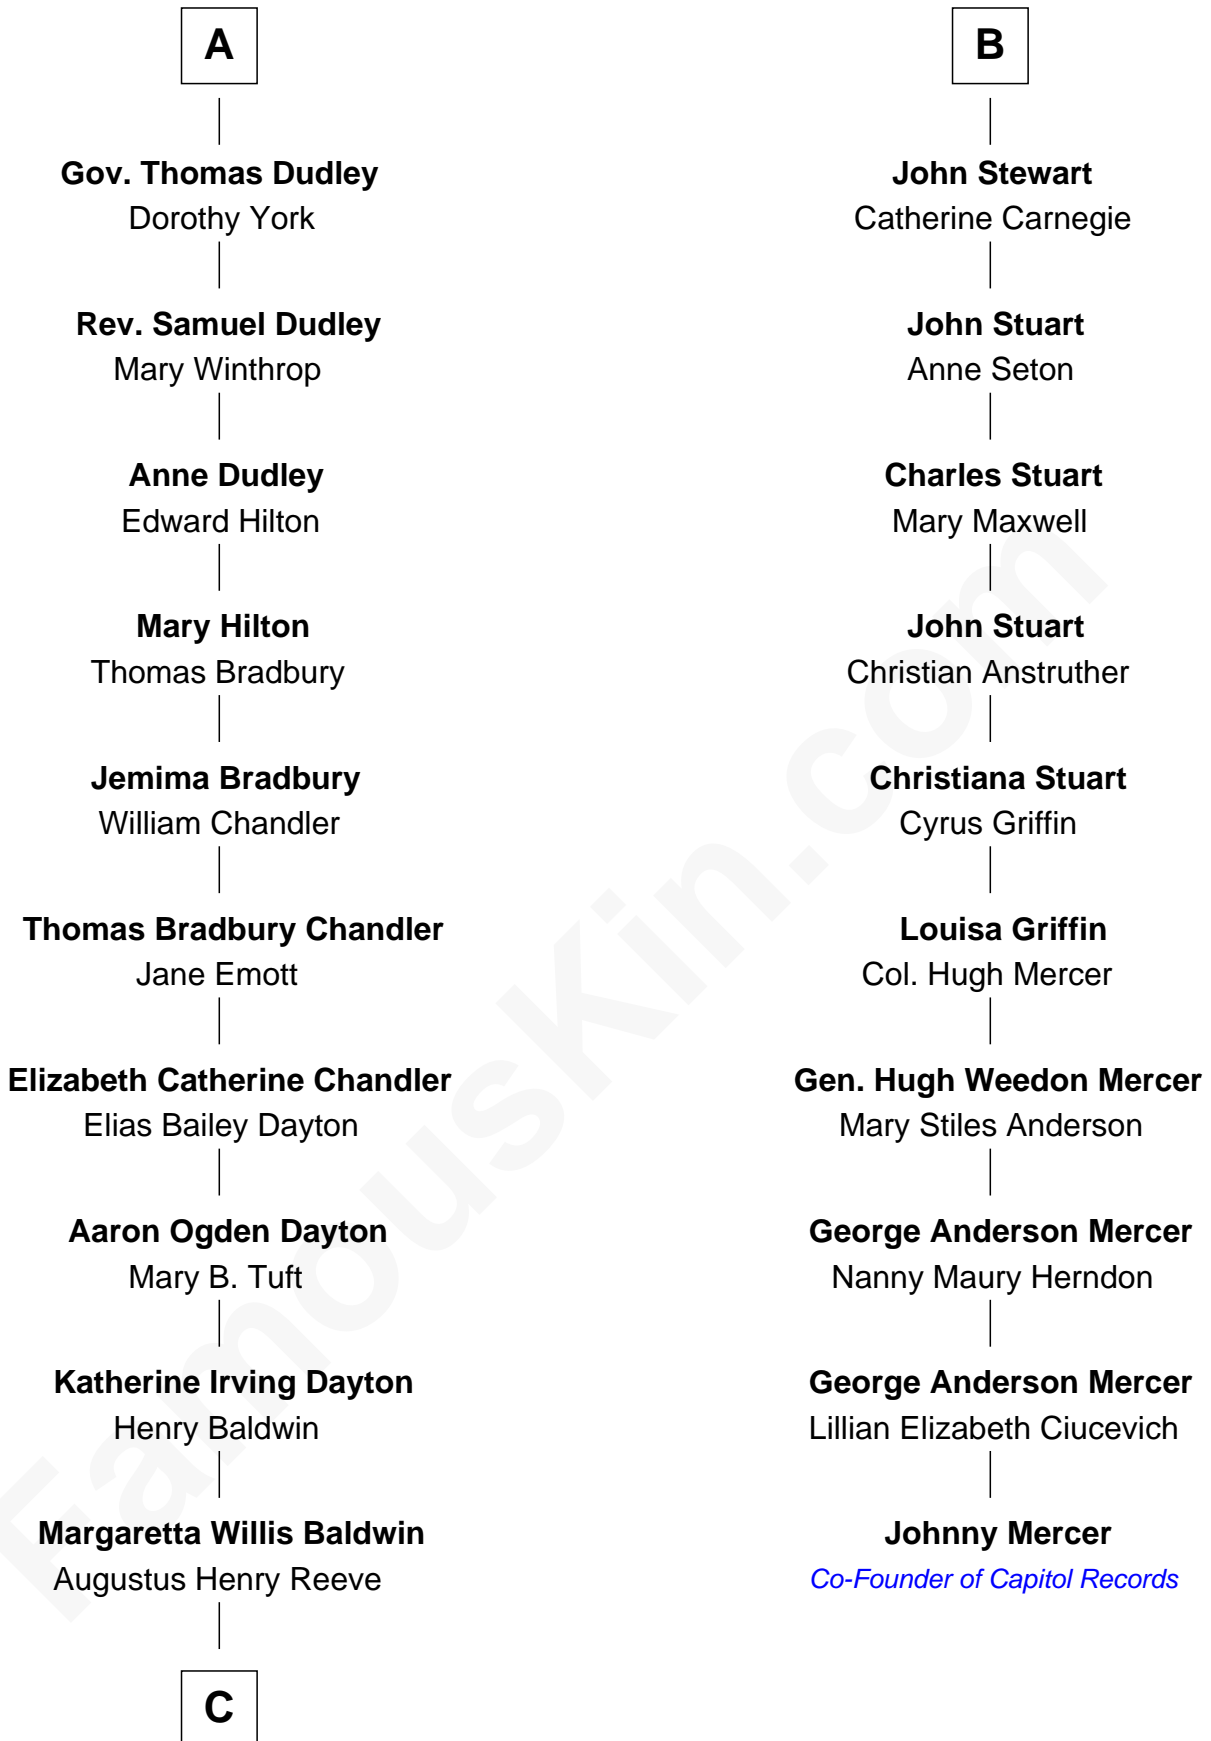 A
Gov. Thomas Dudley
Dorothy York
Rev. Samuel Dudley
Mary Winthrop
Anne Dudley
Edward Hilton
Mary Hilton
Thomas Bradbury
Jemima Bradbury
William Chandler
Thomas Bradbury Chandler
Jane Emott
Elizabeth Catherine Chandler
Elias Bailey Dayton
Aaron Ogden Dayton
Mary B. Tuft
Katherine Irving Dayton
Henry Baldwin
Margaretta Willis Baldwin
Augustus Henry Reeve
C
B
John Stewart
Catherine Carnegie
John Stuart
Anne Seton
Charles Stuart
Mary Maxwell
John Stuart
Christian Anstruther
Christiana Stuart
Cyrus Griffin
Louisa Griffin
Col. Hugh Mercer
Gen. Hugh Weedon Mercer
Mary Stiles Anderson
George Anderson Mercer
Nanny Maury Herndon
George Anderson Mercer
Lillian Elizabeth Ciucevich
Johnny Mercer
Co-Founder of Capitol Records
FamousKin.com